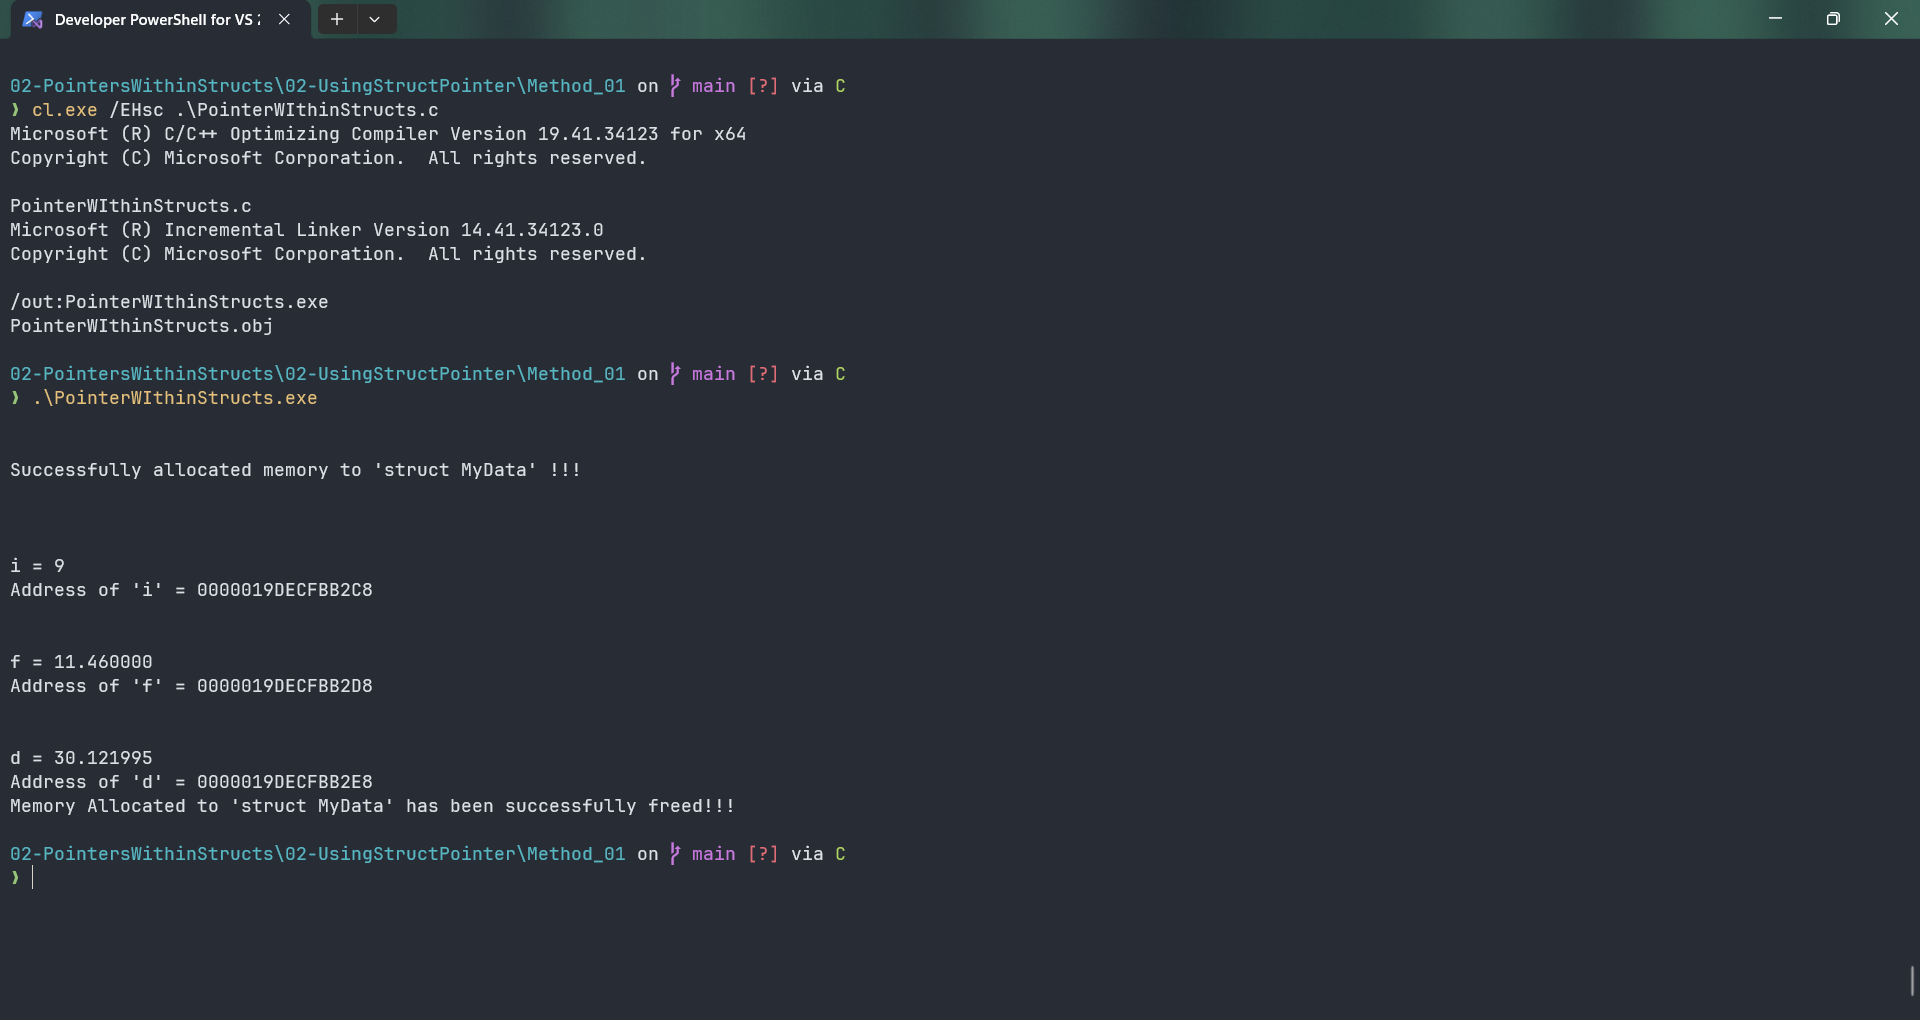 Developer PowerShell for VS 2
02-PointersWithinStructs\02-UsingStructPointer\Method_01 on main [?] via C
❯ cl.exe /EHsc .\PointerWIthinStructs.c
Microsoft (R) C/C++ Optimizing Compiler Version 19.41.34123 for x64
Copyright (C) Microsoft Corporation.  All rights reserved.
PointerWIthinStructs.c
Microsoft (R) Incremental Linker Version 14.41.34123.0
Copyright (C) Microsoft Corporation.  All rights reserved.
/out:PointerWIthinStructs.exe
PointerWIthinStructs.obj
02-PointersWithinStructs\02-UsingStructPointer\Method_01 on main [?] via C
❯ .\PointerWIthinStructs.exe
Successfully allocated memory to 'struct MyData' !!!
i = 9
Address of 'i' = 0000019DECFBB2C8
f = 11.460000
Address of 'f' = 0000019DECFBB2D8
d = 30.121995
Address of 'd' = 0000019DECFBB2E8
Memory Allocated to 'struct MyData' has been successfully freed!!!
02-PointersWithinStructs\02-UsingStructPointer\Method_01 on main [?] via C
❯